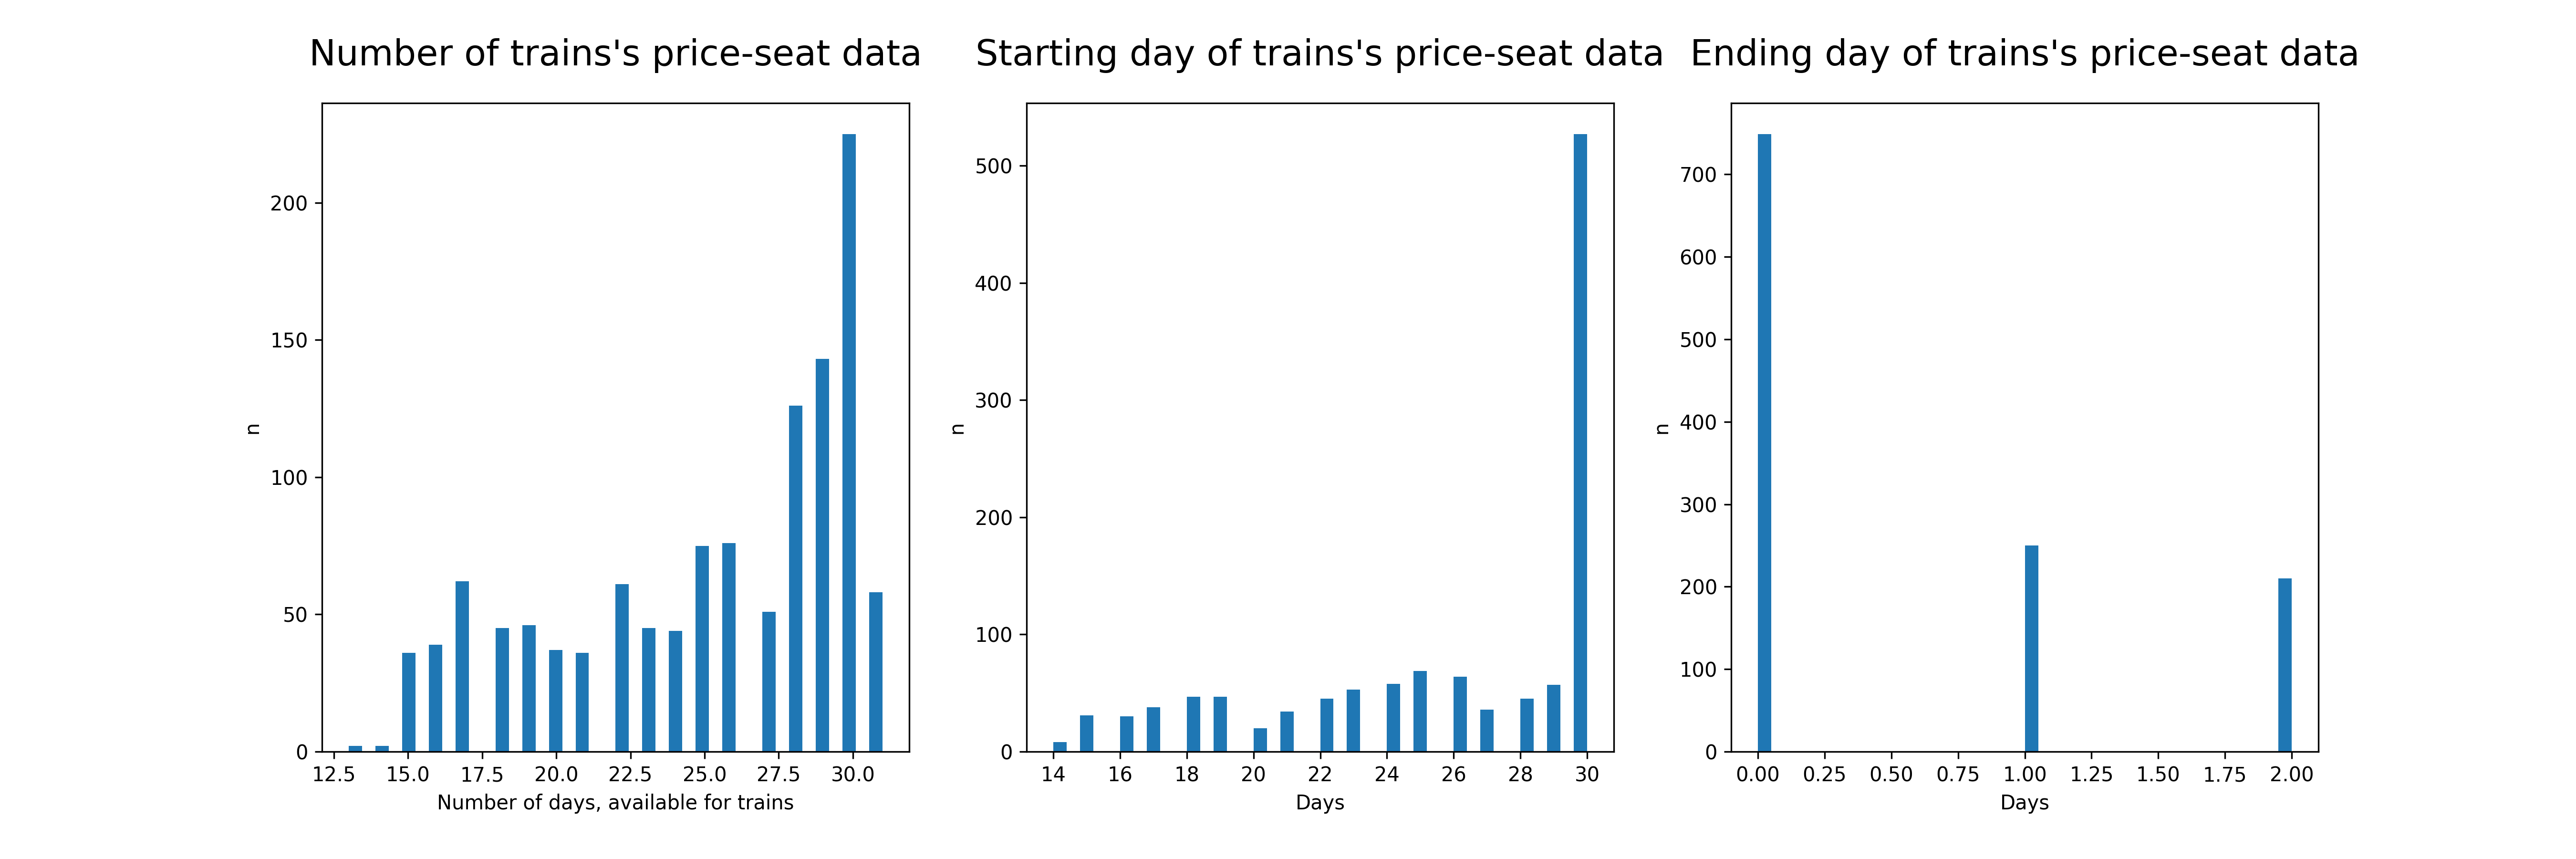 Number of trains's price-seat data
Starting day of trains's price-seat data
Ending day of trains's price-seat data
n
200
150
100
50
0
12.5 15.0 17.5 20.0 22.5 25.0 27.5 30.0
Number of days, available for trains
n
500
400
300
200
100
0
14 16 18 20 22 24 26 28 30
Days
n
700
600
500
400
300
200
100
0
0.00 0.25 0.50 0.75 1.00 1.25 1.50 1.75 2.00
Days